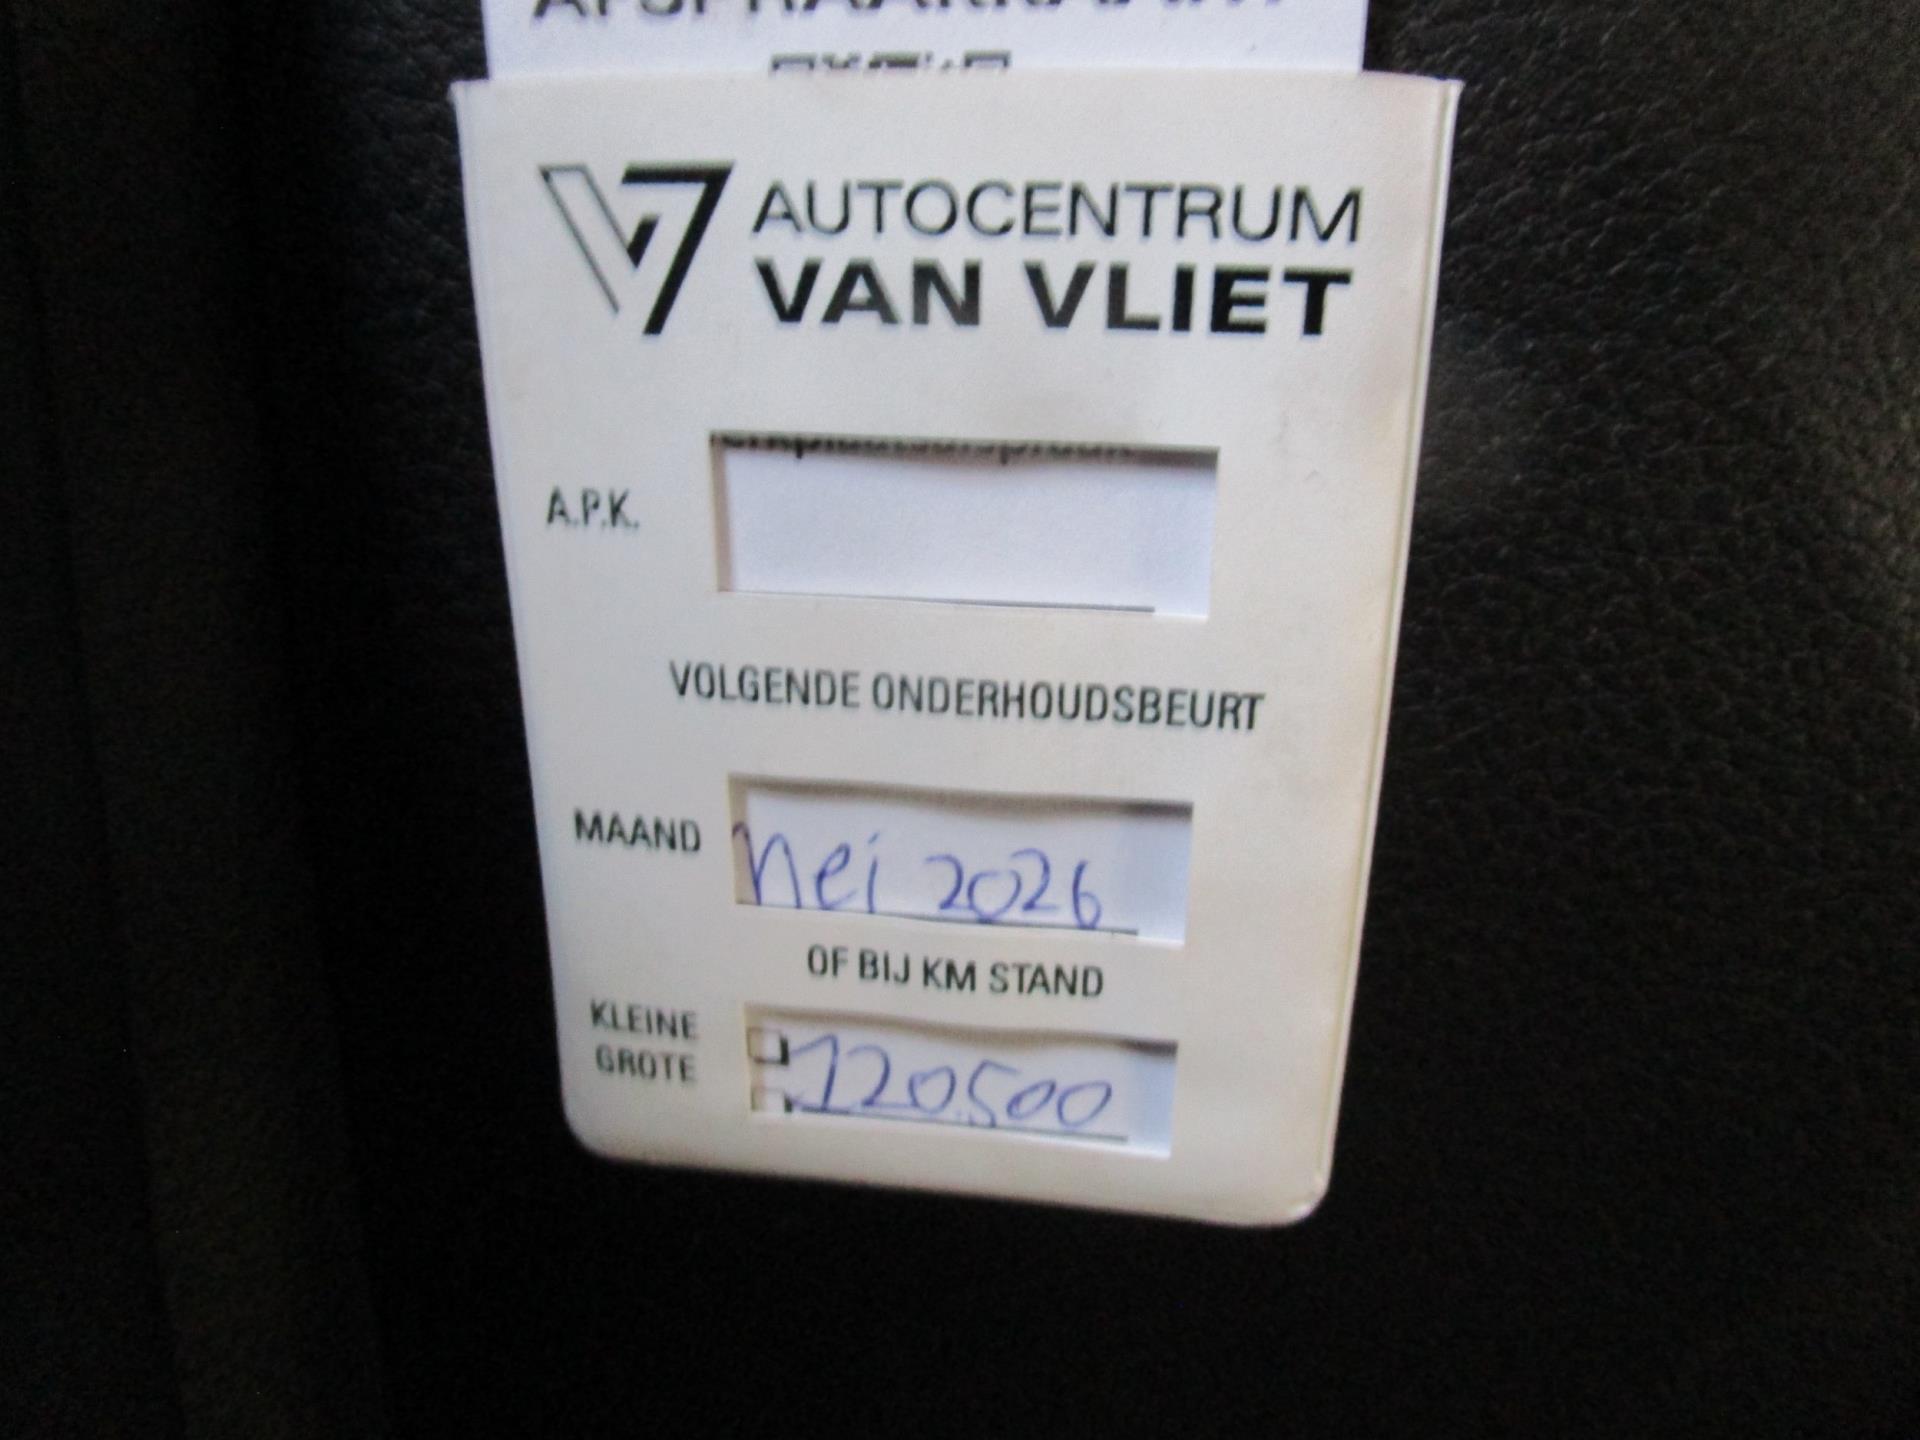 AUTOCENTRUM
VAN VLIET
A.P.K.
VOLGENDE ONDERHOUDSBEURT
MAAND mei 2026
OF BIJ KM STAND
KLEINE
GROTE 120.500